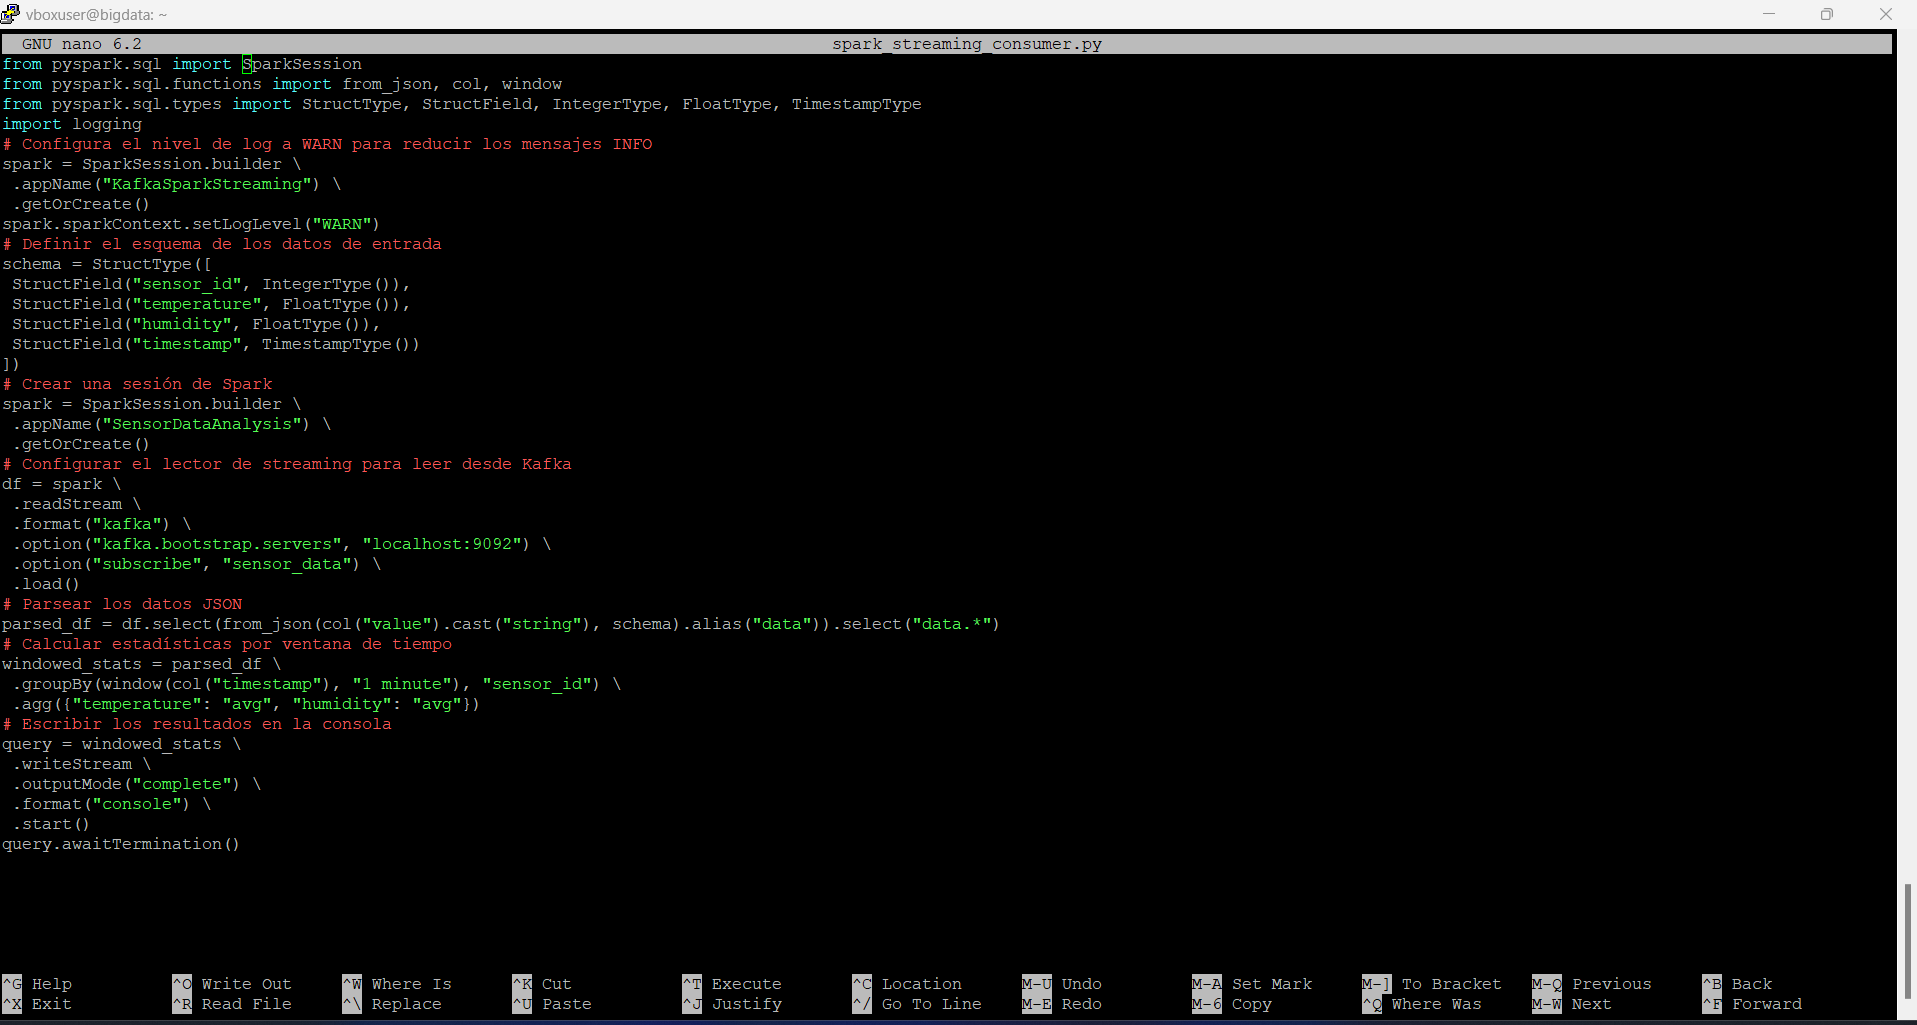 vboxuser@bigdata: ~
GNU nano 6.2 spark_streaming_consumer.py
from pyspark.sql import SparkSession
from pyspark.sql.functions import from_json, col, window
from pyspark.sql.types import StructType, StructField, IntegerType, FloatType, TimestampType
import logging
# Configura el nivel de log a WARN para reducir los mensajes INFO
spark = SparkSession.builder \
 .appName("KafkaSparkStreaming") \
 .getOrCreate()
spark.sparkContext.setLogLevel("WARN")
# Definir el esquema de los datos de entrada
schema = StructType([
 StructField("sensor_id", IntegerType()),
 StructField("temperature", FloatType()),
 StructField("humidity", FloatType()),
 StructField("timestamp", TimestampType())
])
# Crear una sesión de Spark
spark = SparkSession.builder \
 .appName("SensorDataAnalysis") \
 .getOrCreate()
# Configurar el lector de streaming para leer desde Kafka
df = spark \
 .readStream \
 .format("kafka") \
 .option("kafka.bootstrap.servers", "localhost:9092") \
 .option("subscribe", "sensor_data") \
 .load()
# Parsear los datos JSON
parsed_df = df.select(from_json(col("value").cast("string"), schema).alias("data")).select("data.*")
# Calcular estadísticas por ventana de tiempo
windowed_stats = parsed_df \
 .groupBy(window(col("timestamp"), "1 minute"), "sensor_id") \
 .agg({"temperature": "avg", "humidity": "avg"})
# Escribir los resultados en la consola
query = windowed_stats \
 .writeStream \
 .outputMode("complete") \
 .format("console") \
 .start()
query.awaitTermination()
^G Help ^O Write Out ^W Where Is ^K Cut ^T Execute ^C Location M-U Undo M-A Set Mark M-] To Bracket M-Q Previous ^B Back
^X Exit ^R Read File ^\ Replace ^U Paste ^J Justify ^/ Go To Line M-E Redo M-6 Copy ^Q Where Was M-W Next ^F Forward